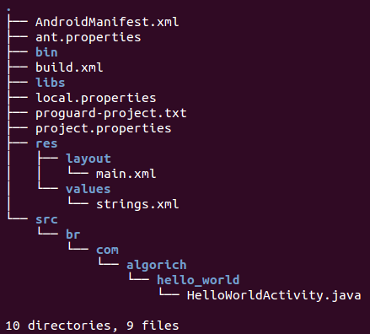 .
├── AndroidManifest.xml
├── ant.properties
├── bin
├── build.xml
├── libs
├── local.properties
├── proguard-project.txt
├── project.properties
├── res
│   ├── layout
│   │   └── main.xml
│   └── values
│       └── strings.xml
└── src
    └── br
        └── com
            └── algorich
                └── hello_world
                    └── HelloWorldActivity.java
10 directories, 9 files